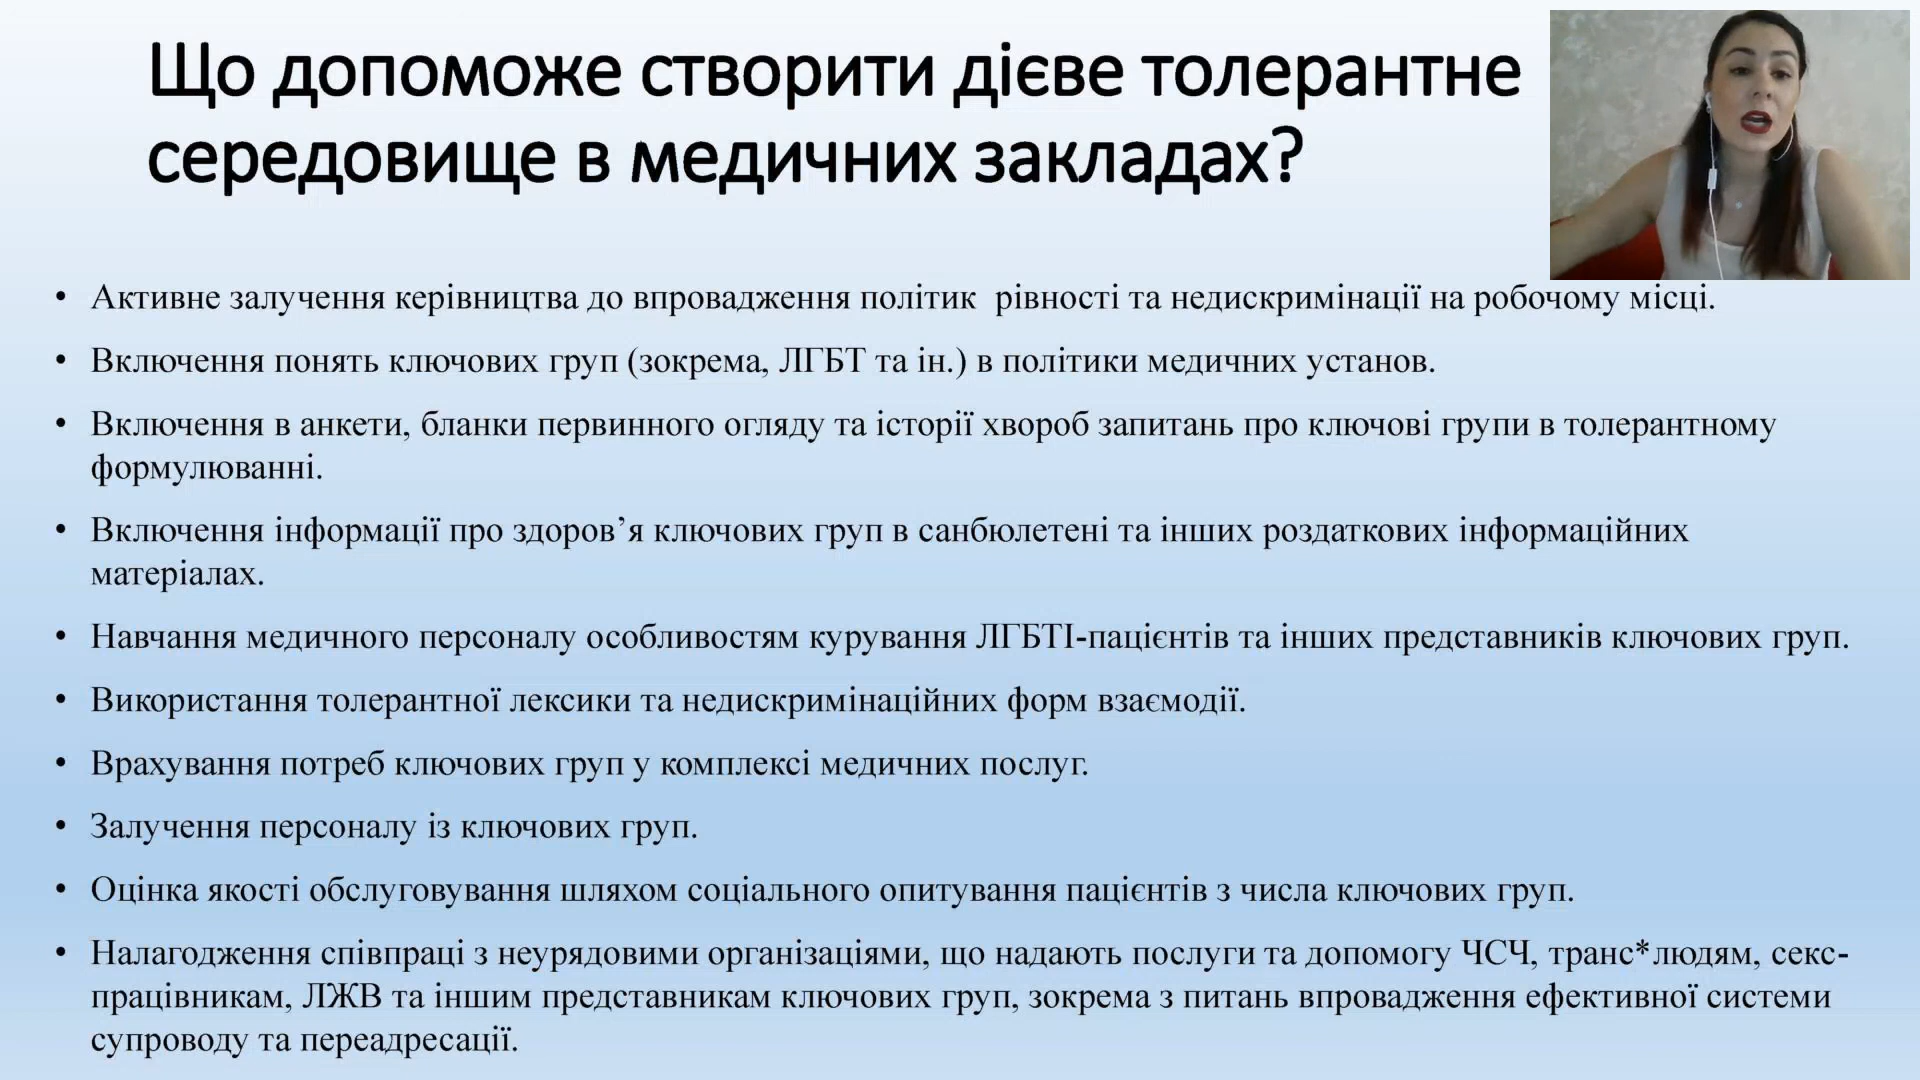 Що допоможе створити дієве толерантне
середовище в медичних закладах?
• Активне залучення керівництва до впровадження політик  рівності та недискримінації на робочому місці.
• Включення понять ключових груп (зокрема, ЛГБТ та ін.) в політики медичних установ.
• Включення в анкети, бланки первинного огляду та історії хвороб запитань про ключові групи в толерантному
формулюванні.
• Включення інформації про здоров’я ключових груп в санбюлетені та інших роздаткових інформаційних
матеріалах.
• Навчання медичного персоналу особливостям курування ЛГБТІ-пацієнтів та інших представників ключових груп.
• Використання толерантної лексики та недискримінаційних форм взаємодії.
• Врахування потреб ключових груп у комплексі медичних послуг.
• Залучення персоналу із ключових груп.
• Оцінка якості обслуговування шляхом соціального опитування пацієнтів з числа ключових груп.
• Налагодження співпраці з неурядовими організаціями, що надають послуги та допомогу ЧСЧ, транс*людям, секс-
працівникам, ЛЖВ та іншим представникам ключових груп, зокрема з питань впровадження ефективної системи
супроводу та переадресації.